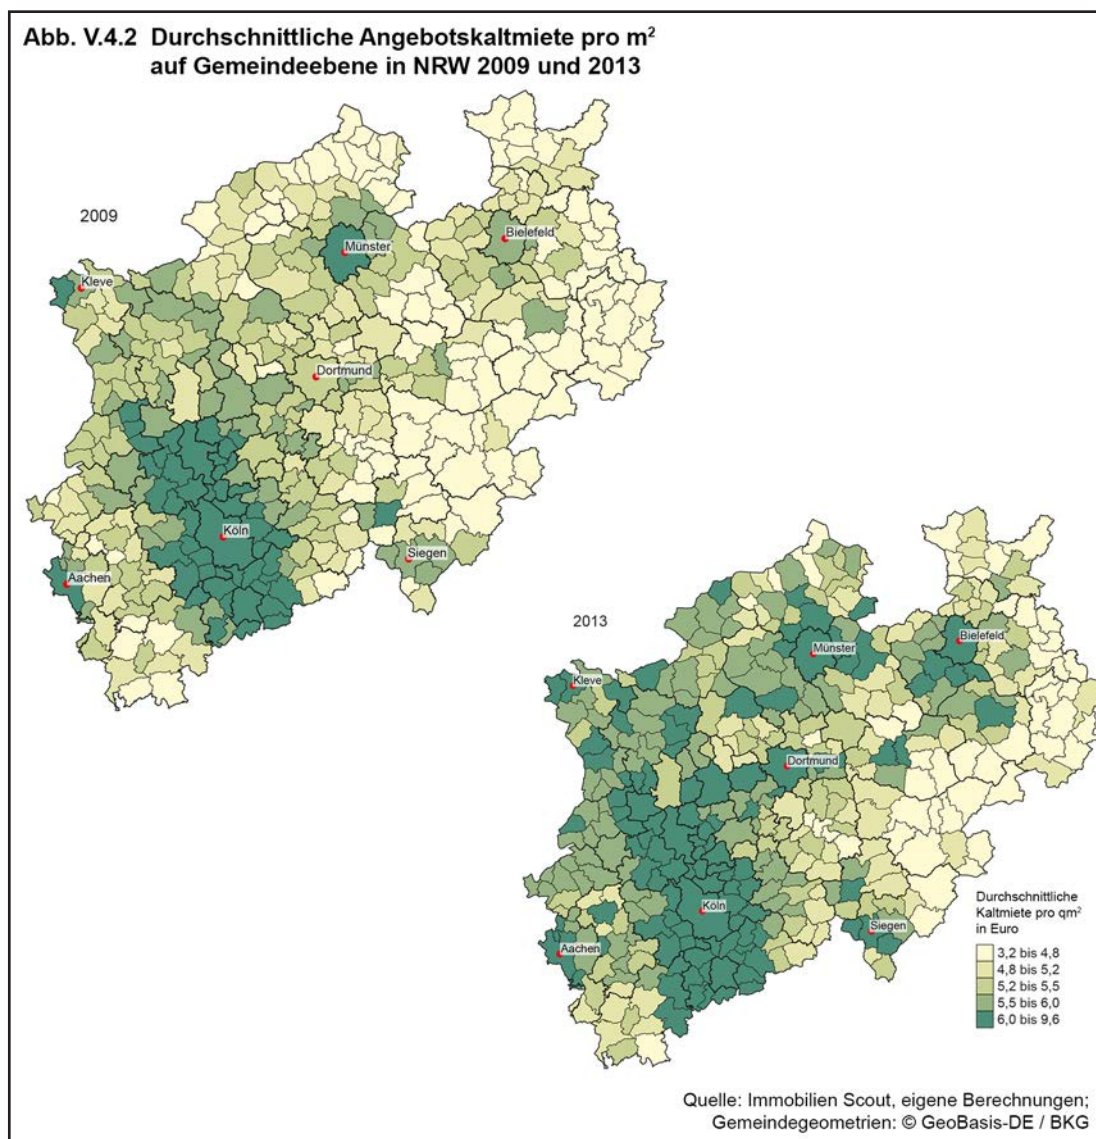 Abb. V.4.2 Durchschnittliche Angebotskaltmiete pro m²
auf Gemeindeebene in NRW 2009 und 2013
2009
Münster
Bielefeld
Kleve
Dortmund
Köln
Siegen
Aachen
2013
Bielefeld
Münster
Kleve
Dortmund
Köln
Siegen
Aachen
Durchschnittliche
Kaltmiete pro qm²
in Euro
3,2 bis 4,8
4,8 bis 5,2
5,2 bis 5,5
5,5 bis 6,0
6,0 bis 9,6
Quelle: Immobilien Scout, eigene Berechnungen;
Gemeindegeometrien: © GeoBasis-DE / BKG